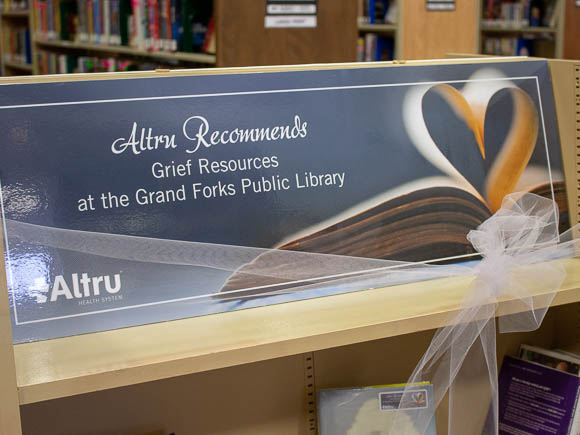 Altru Recommends
Grief Resources
at the Grand Forks Public Library
Altru
HEALTH SYSTEM